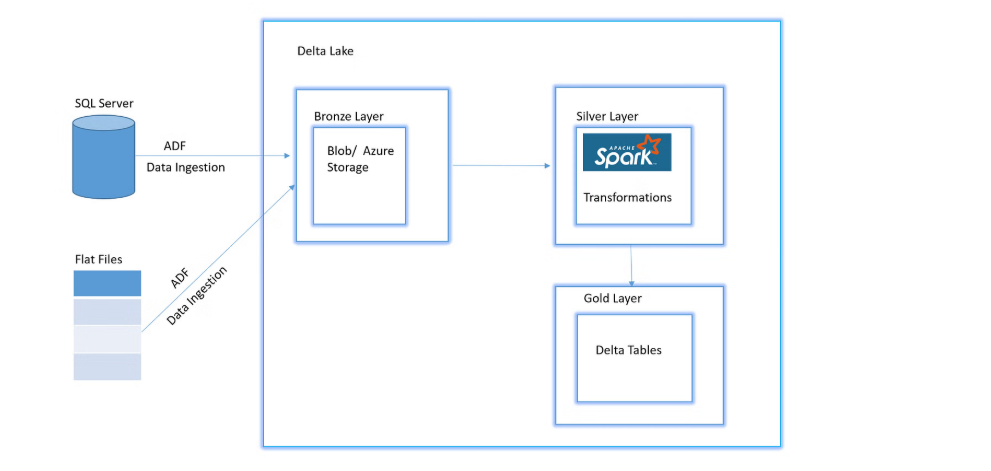 Delta Lake
SQL Server
ADF
Data Ingestion
Flat Files
ADF
Data Ingestion
Bronze Layer
Blob/ Azure
Storage
Silver Layer
APACHE
Spark
Transformations
Gold Layer
Delta Tables